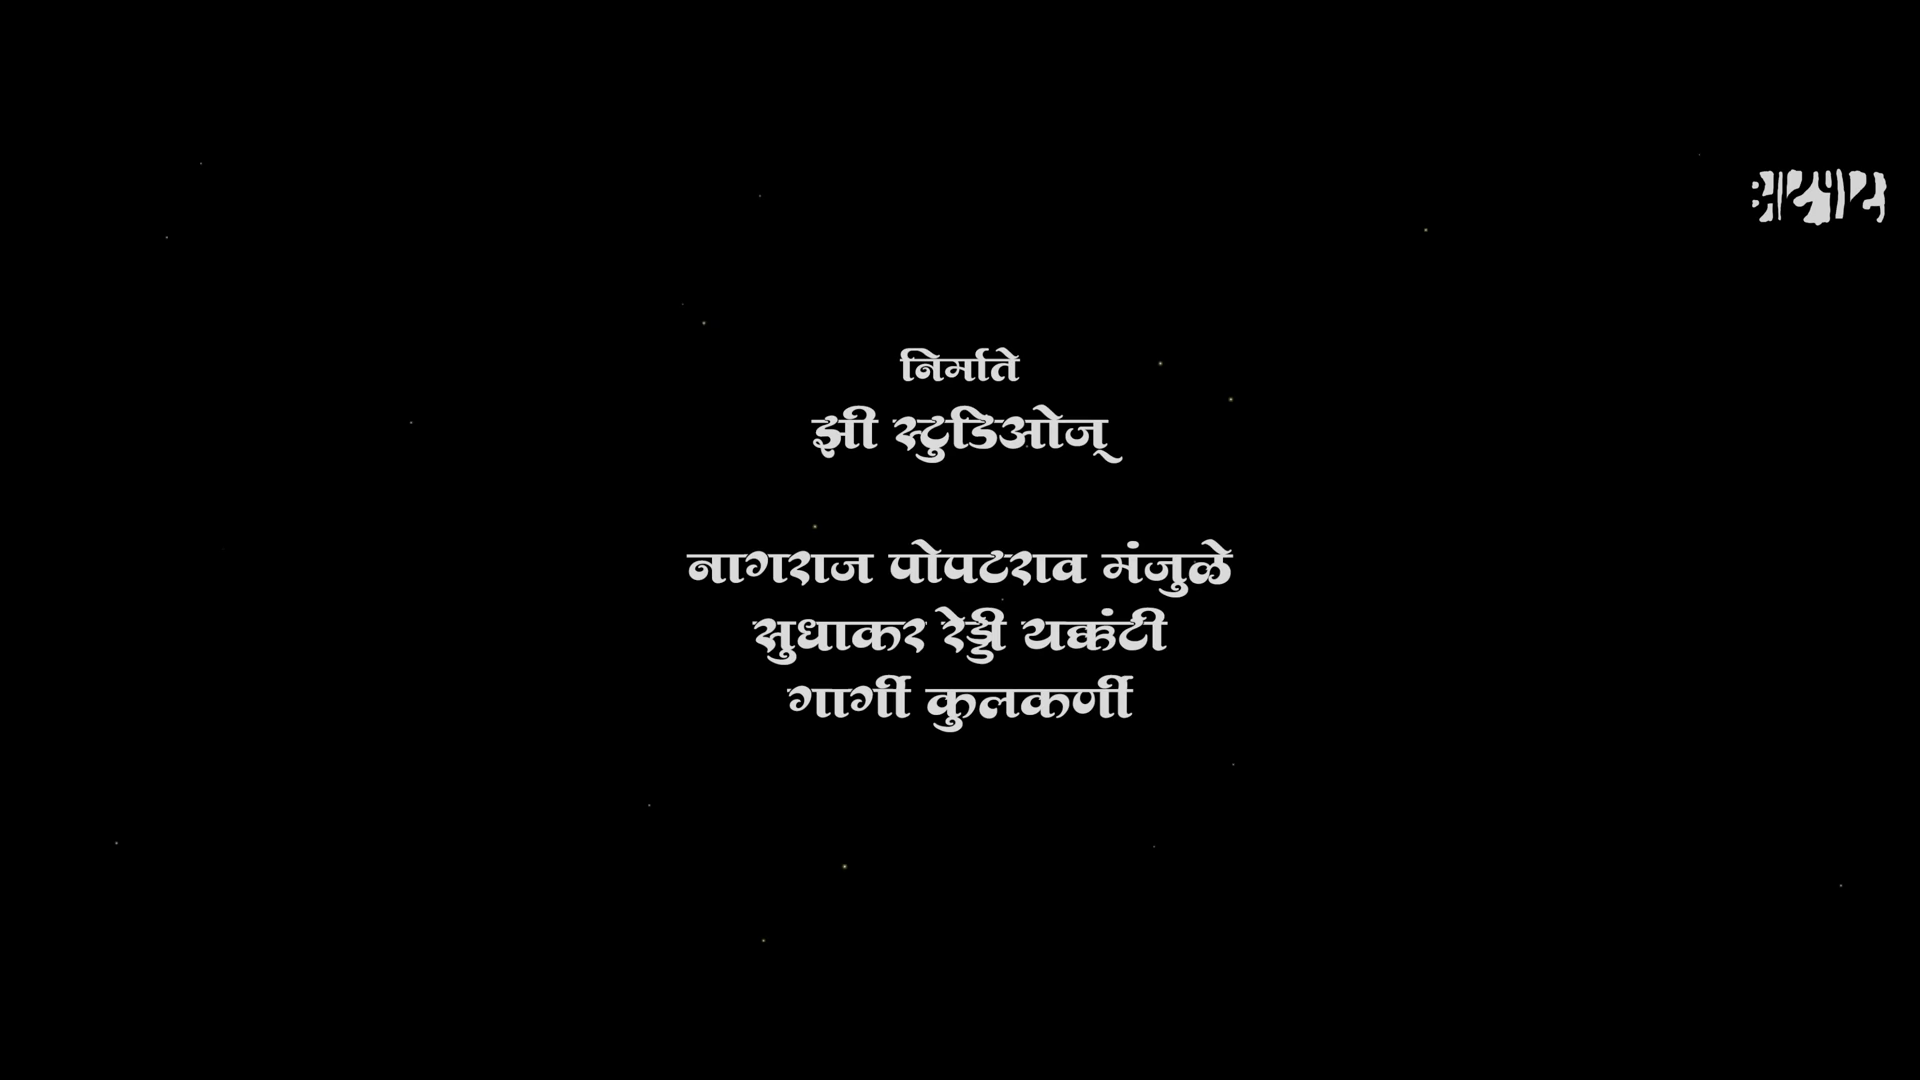 निर्माते
झी स्टुडिओज्
नागराज पोपटराव मंजुळे
सुधाकर रेड्डी यक्कंटी
गार्गी कुलकर्णी